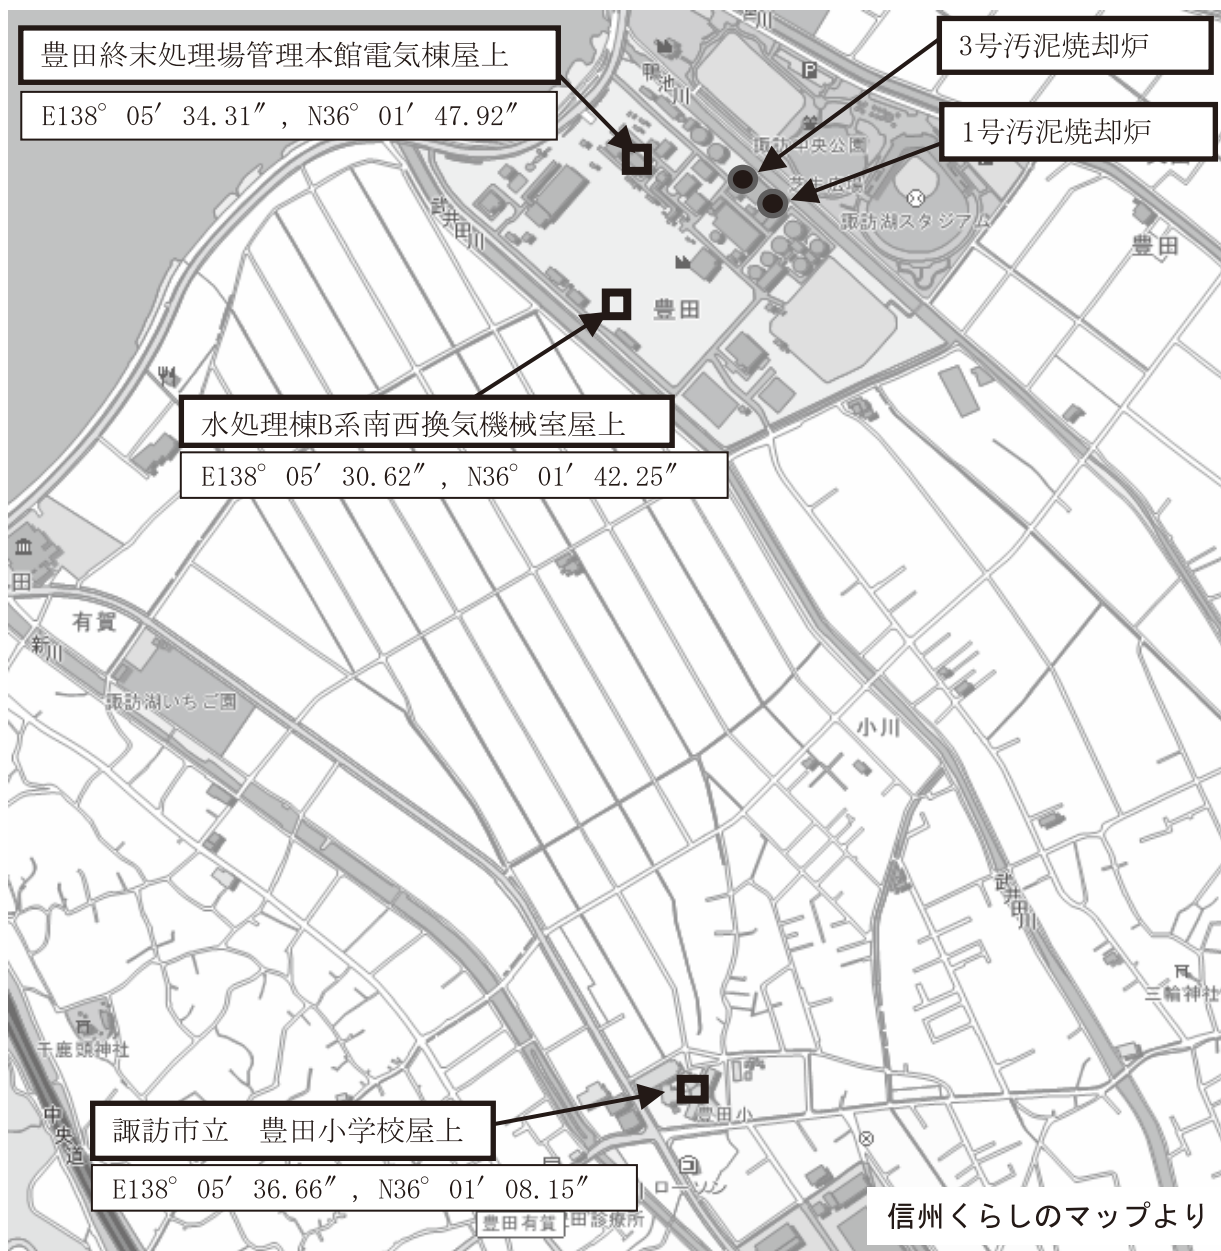 豊田終末処理場管理本館電気棟屋上
E138° 05′ 34.31″ , N36° 01′ 47.92″
3号汚泥焼却炉
1号汚泥焼却炉
鴨池川
P
諏訪中央公園
芝生広場
諏訪湖スタジアム
豊田
武井田川
豊田
水処理棟B系南西換気機械室屋上
E138° 05′ 30.62″ , N36° 01′ 42.25″
田
有賀
新川
諏訪湖いちご園
小川
武井田川
三輪神社
千鹿頭神社
中央道
諏訪市立　豊田小学校屋上
E138° 05′ 36.66″ , N36° 01′ 08.15″
豊田小
ローソン
豊田有賀
田診療所
信州くらしのマップより